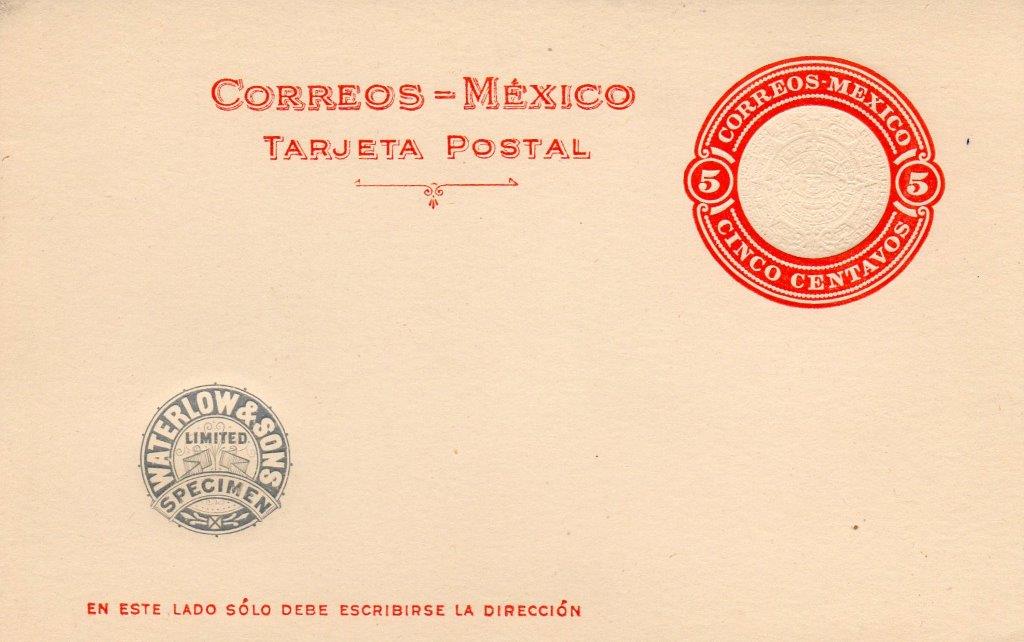 CORREOS=MÉXICO
TARJETA POSTAL
CORREOS-MEXICO
5 5
CINCO CENTAVOS
WATERLOW & SONS
LIMITED
SPECIMEN
EN ESTE LADO SÓLO DEBE ESCRIBIRSE LA DIRECCIÓN